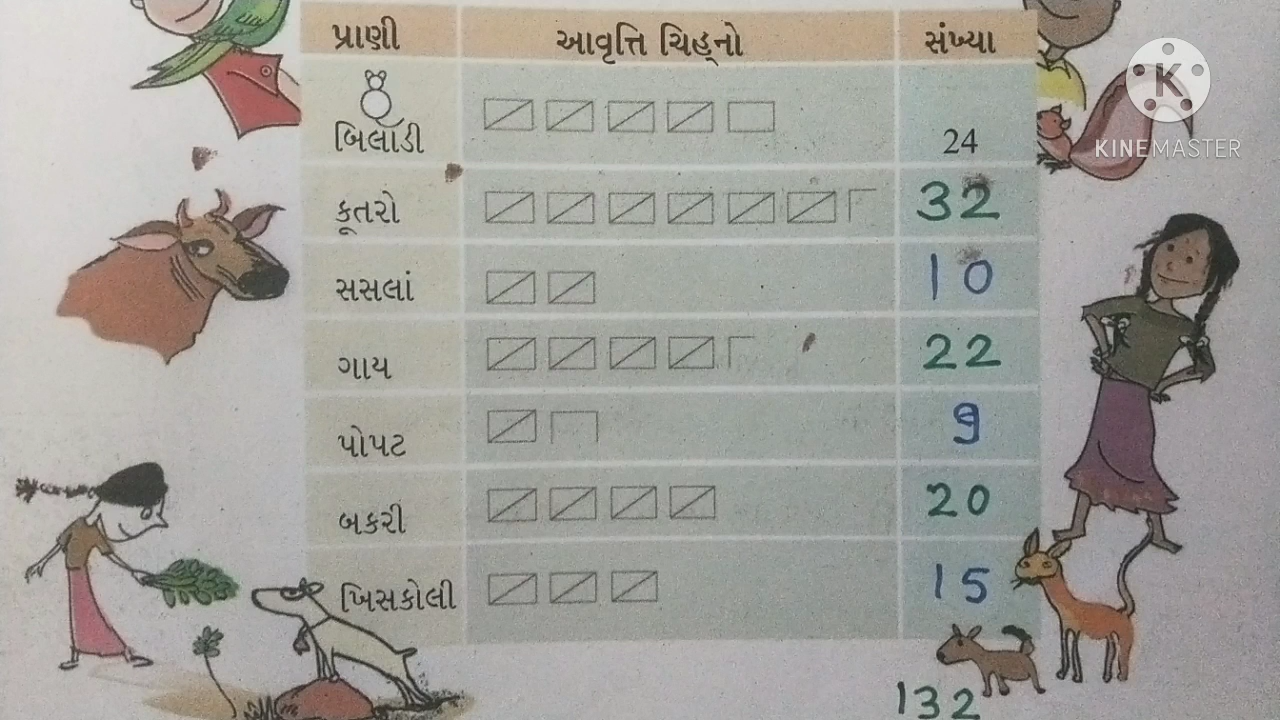 પ્રાણી આવૃત્તિ ચિહ્નો સંખ્યા
K
KINEMASTER
બિલાડી 24
કૂતરો 32
સસલાં 10
ગાય 22
પોપટ 9
બકરી 20
ખિસકોલી 15
132